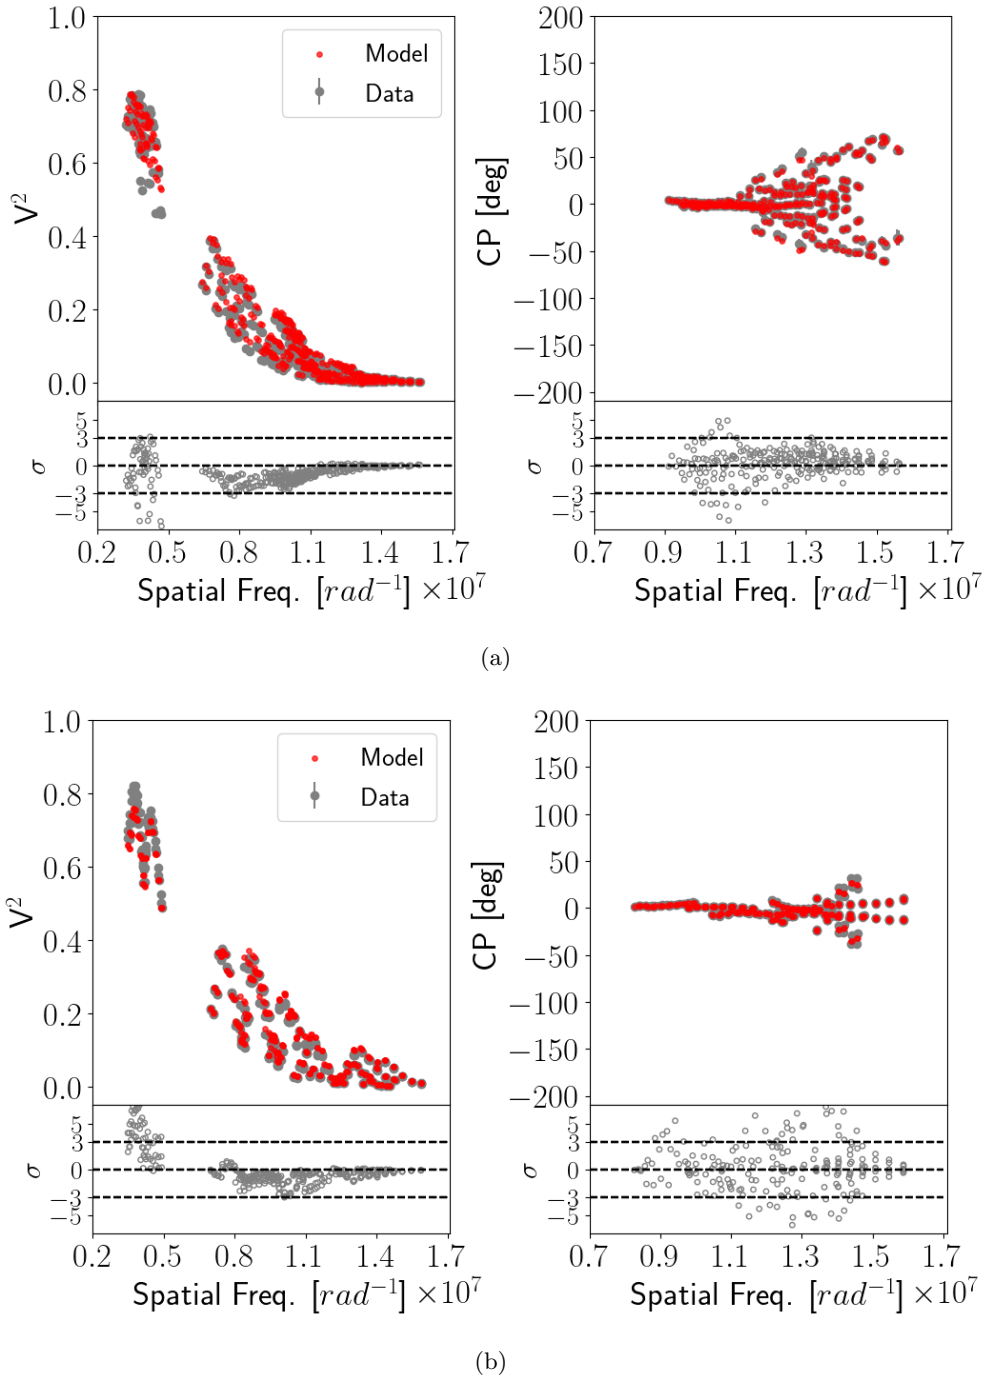 1.0
0.8
0.6
0.4
0.2
0.0
V²
Model
Data
5
3
0
−3
−5
σ
0.2 0.5 0.8 1.1 1.4 1.7
Spatial Freq. [rad⁻¹] ×10⁷
200
150
100
50
0
−50
−100
−150
−200
CP [deg]
5
3
0
−3
−5
σ
0.7 0.9 1.1 1.3 1.5 1.7
Spatial Freq. [rad⁻¹] ×10⁷
(a)
1.0
0.8
0.6
0.4
0.2
0.0
V²
Model
Data
5
3
0
−3
−5
σ
0.2 0.5 0.8 1.1 1.4 1.7
Spatial Freq. [rad⁻¹] ×10⁷
200
150
100
50
0
−50
−100
−150
−200
CP [deg]
5
3
0
−3
−5
σ
0.7 0.9 1.1 1.3 1.5 1.7
Spatial Freq. [rad⁻¹] ×10⁷
(b)